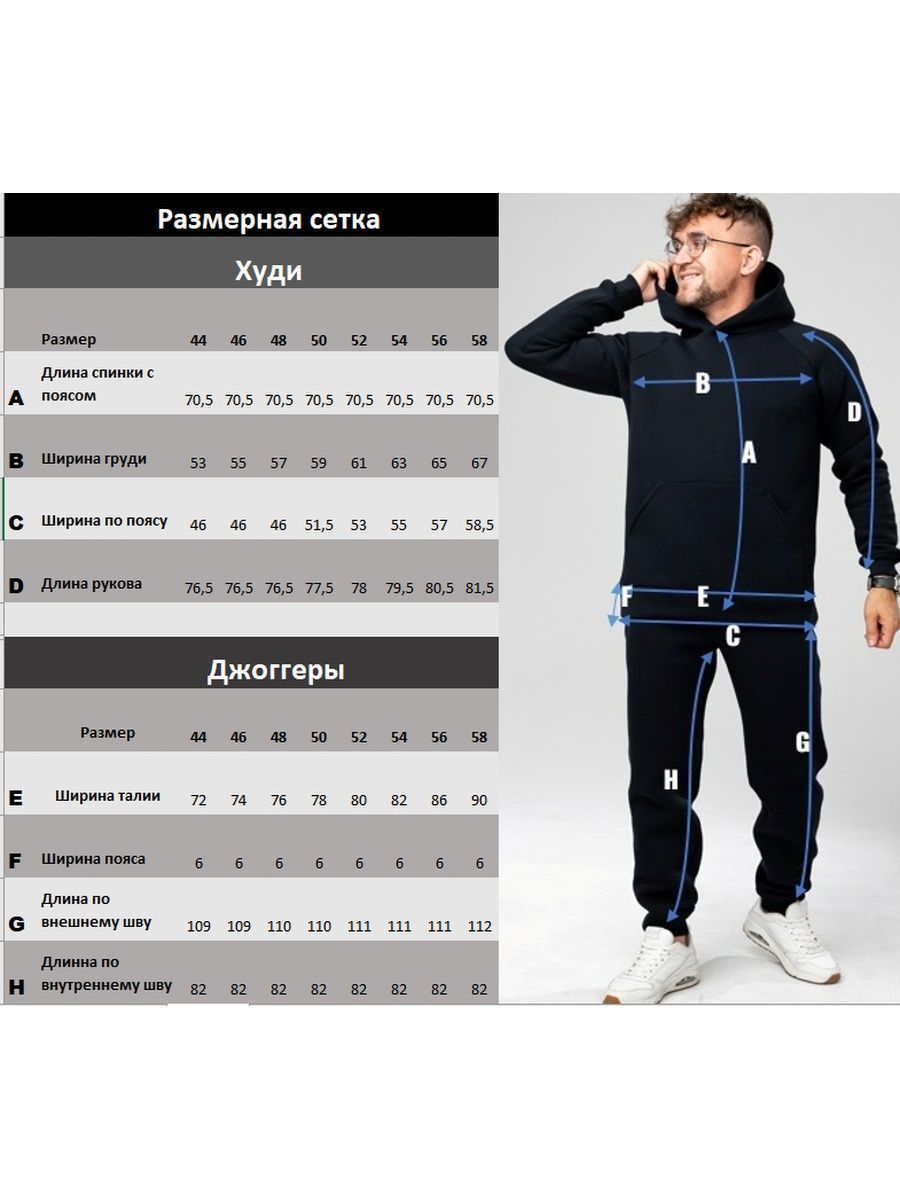 Размерная сетка
Худи
Размер 44 46 48 50 52 54 56 58
Длина спинки с
A поясом 70,5 70,5 70,5 70,5 70,5 70,5 70,5 70,5
B Ширина груди 53 55 57 59 61 63 65 67
C Ширина по поясу 46 46 46 51,5 53 55 57 58,5
D Длина рукова 76,5 76,5 76,5 77,5 78 79,5 80,5 81,5
Джоггеры
Размер 44 46 48 50 52 54 56 58
E Ширина талии 72 74 76 78 80 82 86 90
F Ширина пояса 6 6 6 6 6 6 6 6
Длина по
G внешнему шву 109 109 110 110 111 111 111 112
Длинна по
H внутреннему шву 82 82 82 82 82 82 82 82
B
D
A
F E
C
G
H